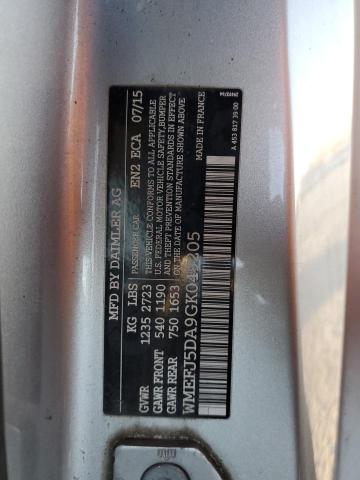 MFD BY DAIMLER AG
KG LBS PASSENGER CAR EN2 ECA 07/15
GVWR 1235 2723 THIS VEHICLE CONFORMS TO ALL APPLICABLE
GAWR FRONT 540 1190 FEDERAL MOTOR VEHICLE SAFETY, BUMPER
GAWR REAR 750 1653 AND THEFT PREVENTION STANDARDS IN EFFECT
ON THE DATE OF MANUFACTURE SHOWN ABOVE
MADE IN FRANCE
A 453 817 39 00